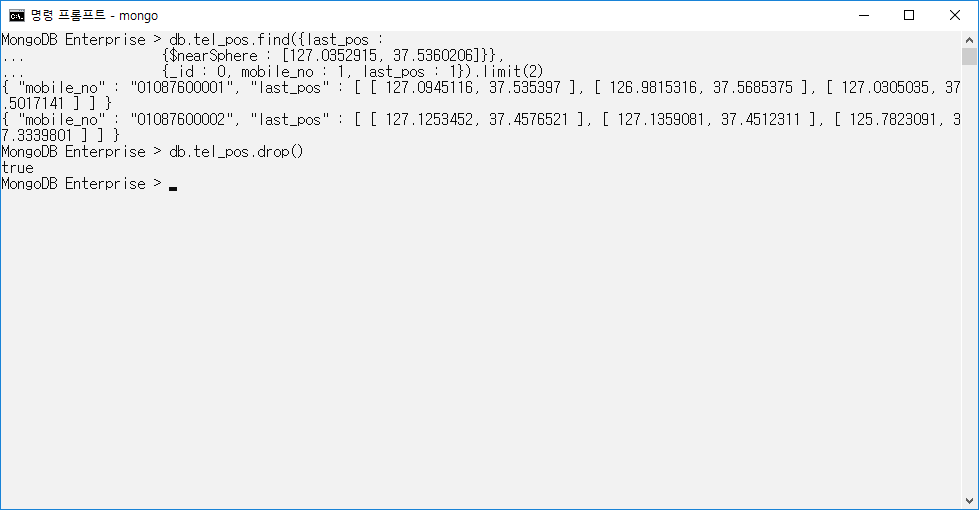 명령 프롬프트 - mongo
MongoDB Enterprise > db.tel_pos.find({last_pos :
...                    {$nearSphere : [127.0352915, 37.5360206]}},
...                    {_id : 0, mobile_no : 1, last_pos : 1}).limit(2)
{ "mobile_no" : "01087600001", "last_pos" : [ [ 127.0945116, 37.535397 ], [ 126.9815316, 37.5685375 ], [ 127.0305035, 37
.5017141 ] ] }
{ "mobile_no" : "01087600002", "last_pos" : [ [ 127.1253452, 37.4576521 ], [ 127.1359081, 37.4512311 ], [ 125.7823091, 3
7.3339801 ] ] }
MongoDB Enterprise > db.tel_pos.drop()
true
MongoDB Enterprise >